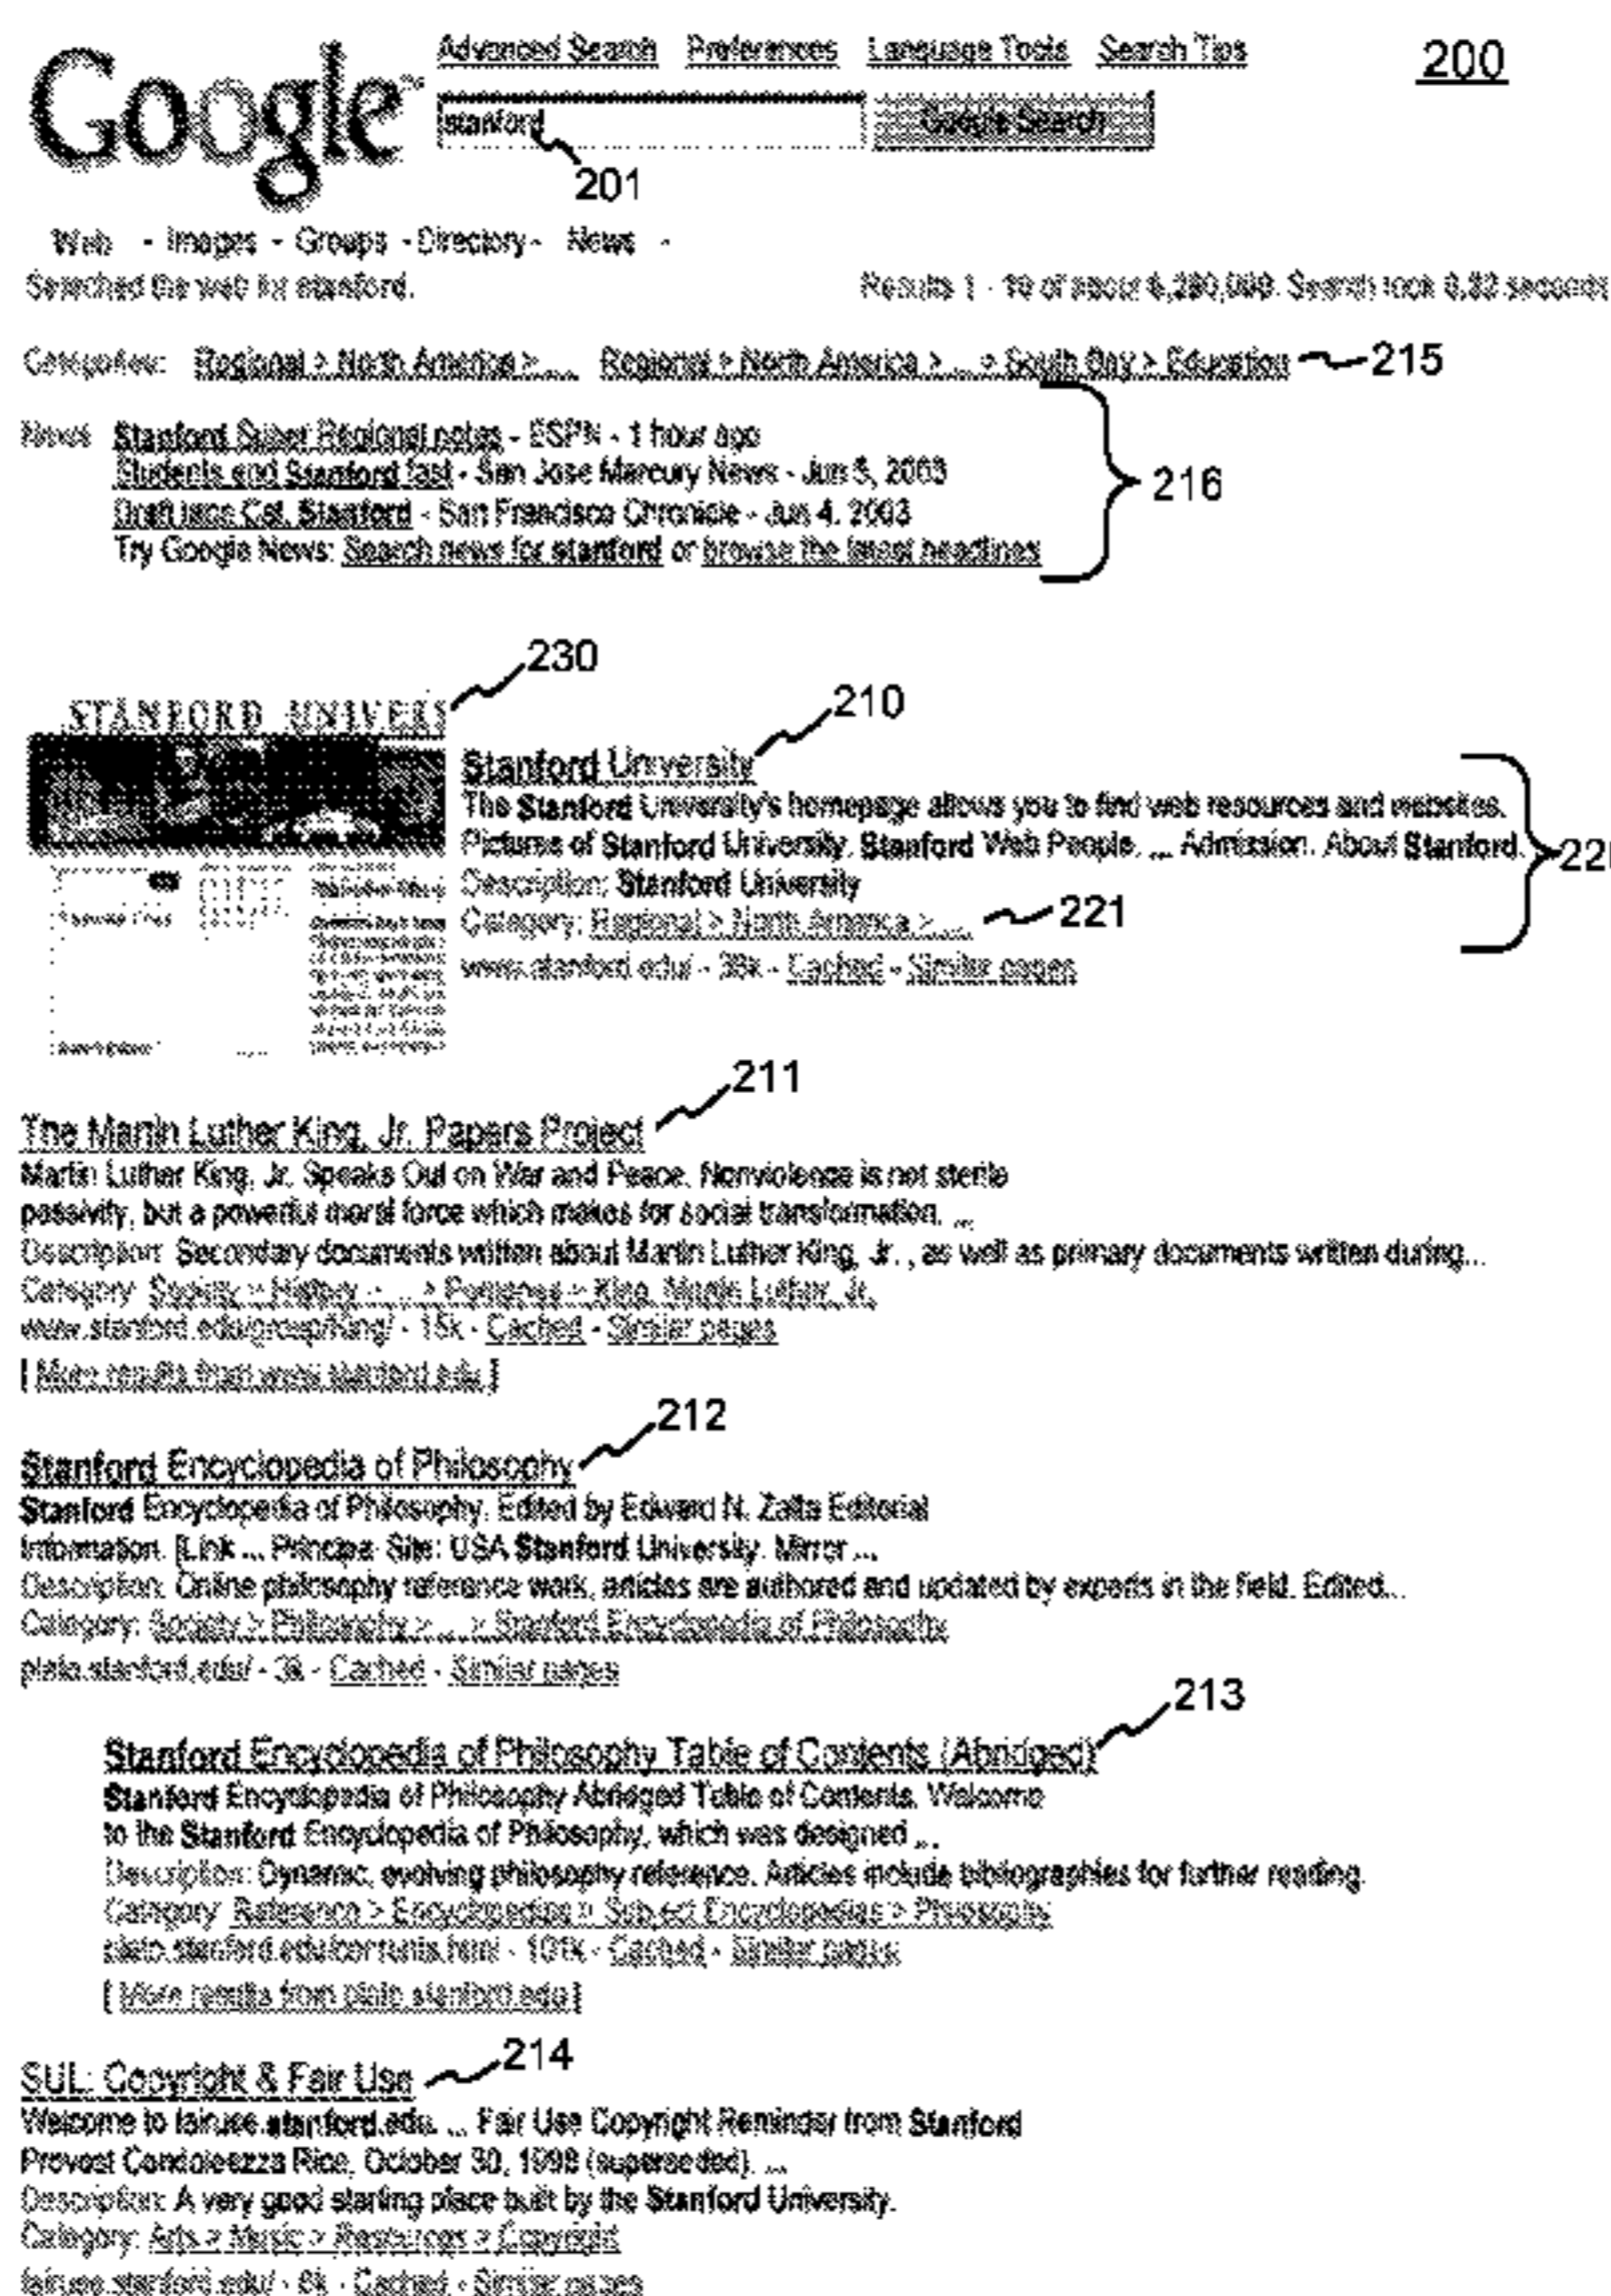 Google™ Advanced Search Preferences Language Tools Search Tips 200
stanford Google Search
201
Web - Images - Groups - Directory - News -
Searched the web for stanford. Results 1 - 10 of about Search took seconds
Categories: Regional > North America > ... Regional > North America > ... > South Bay > Education 215
News Stanford Super Regional notes - ESPN - 1 hour ago
Students end Stanford fast - San Jose Mercury News - Jun 5, 2003
Draft Stanford - San Francisco Chronicle - Jun 4, 2003
Try Google News: Search news for stanford or browse the latest headlines
216
230
STANFORD UNIVERS
210
Stanford University
The Stanford University's homepage allows you to find web resources and websites.
Pictures of Stanford University. Stanford Web People. ... Admission. About Stanford.
Description: Stanford University
Category: Regional > North America > ... 221
www.stanford.edu/ - - Cached - Similar pages
211
The Martin Luther King, Jr. Papers Project
Martin Luther King, Jr. Speaks Out on War and Peace. Nonviolence is not sterile
passivity, but a powerful moral force which makes for social transformation. ...
Description: Secondary documents written about Martin Luther King, Jr. , as well as primary documents written during...
Category: Society > History > ... > > King, Martin Luther, Jr.
www.stanford.edu/group/King/ - 15k - Cached - Similar pages
[ More results from www.stanford.edu ]
212
Stanford Encyclopedia of Philosophy
Stanford Encyclopedia of Philosophy. Edited by Edward N. Zalta Editorial
Information. [Link ... Principal Site: USA Stanford University. Mirror ...
Description: Online philosophy reference work, articles are authored and updated by experts in the field. Edited...
Category: Society > Philosophy > ... > Stanford Encyclopedia of Philosophy
plato.stanford.edu/ - 3k - Cached - Similar pages
213
Stanford Encyclopedia of Philosophy Table of Contents (Abridged)
Stanford Encyclopedia of Philosophy Abridged Table of Contents. Welcome
to the Stanford Encyclopedia of Philosophy, which was designed ...
Description: Dynamic, evolving philosophy reference. Articles include bibliographies for further reading.
Category: Reference > Encyclopedias > Subject Encyclopedias > Philosophy
plato.stanford.edu/contents.html - 101k - Cached - Similar pages
[ More results from plato.stanford.edu ]
214
SUL: Copyright & Fair Use
Welcome to fairuse.stanford.edu. ... Fair Use Copyright Reminder from Stanford
Provost Condoleezza Rice, October 30, 1998 (superseded). ...
Description: A very good starting place built by the Stanford University.
Category: Arts > Music > Resources > Copyright
fairuse.stanford.edu/ - - Cached - Similar pages